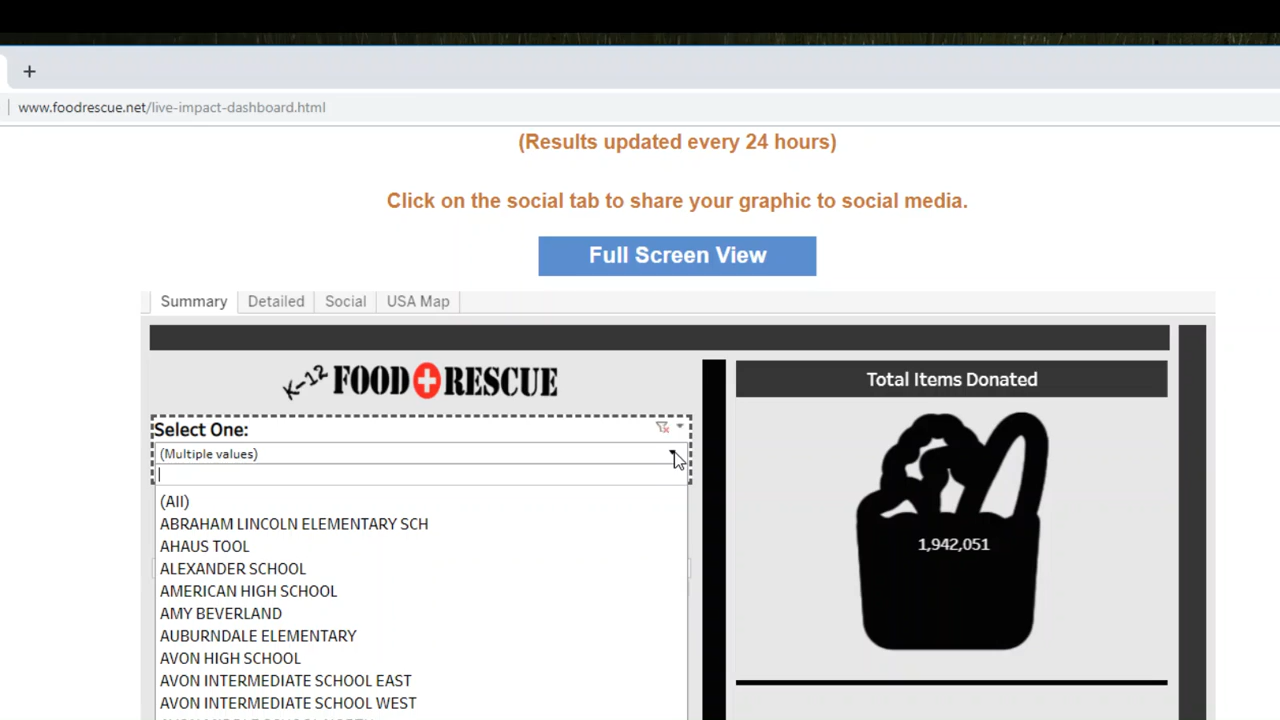 +
www.foodrescue.net/live-impact-dashboard.html
(Results updated every 24 hours)
Click on the social tab to share your graphic to social media.
Full Screen View
Summary Detailed Social USA Map
K-12 FOOD RESCUE
Total Items Donated
Select One:
(Multiple values)
(All)
ABRAHAM LINCOLN ELEMENTARY SCH
AHAUS TOOL
1,942,051
ALEXANDER SCHOOL
AMERICAN HIGH SCHOOL
AMY BEVERLAND
AUBURNDALE ELEMENTARY
AVON HIGH SCHOOL
AVON INTERMEDIATE SCHOOL EAST
AVON INTERMEDIATE SCHOOL WEST